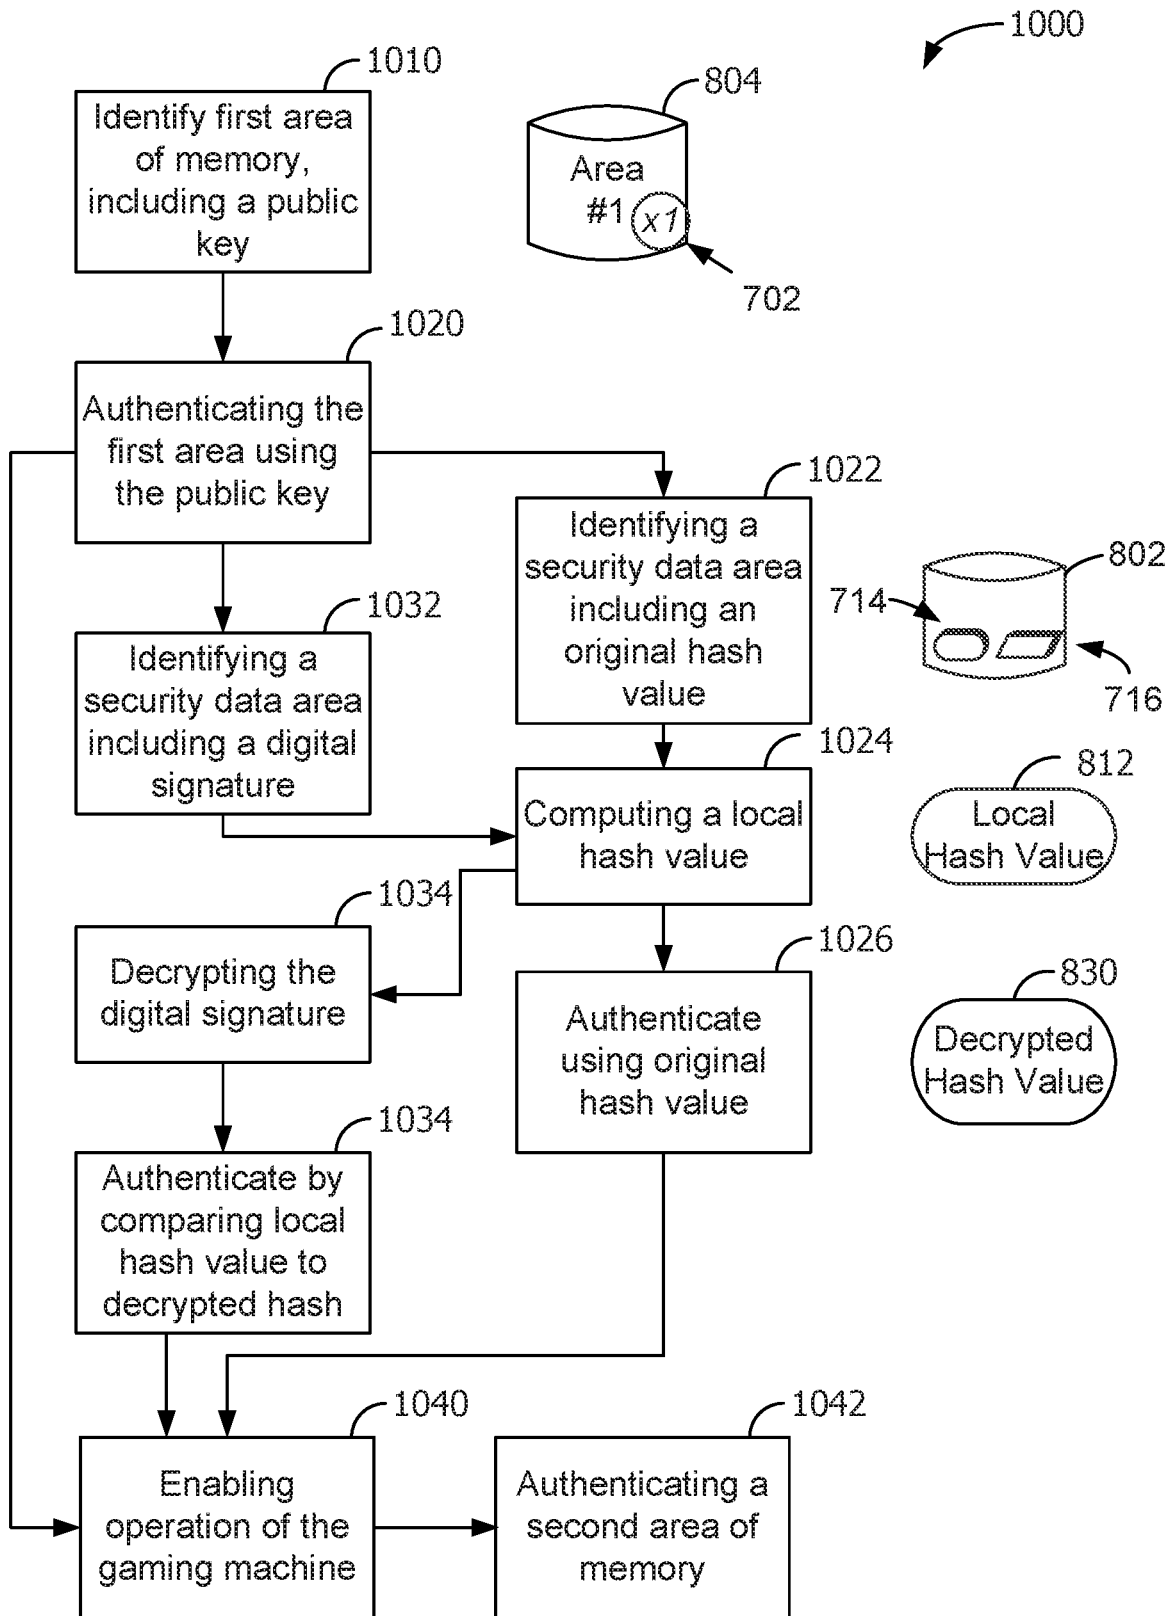 1000
1010
Identify first area
of memory,
including a public
key
804
Area
#1
x1
702
1020
Authenticating the
first area using
the public key
1022
Identifying a
security data area
including an
original hash
value
802
714
716
1032
Identifying a
security data area
including a digital
signature
1024
Computing a local
hash value
812
Local
Hash Value
1034
Decrypting the
digital signature
1026
Authenticate
using original
hash value
830
Decrypted
Hash Value
1034
Authenticate by
comparing local
hash value to
decrypted hash
1040
Enabling
operation of the
gaming machine
1042
Authenticating a
second area of
memory